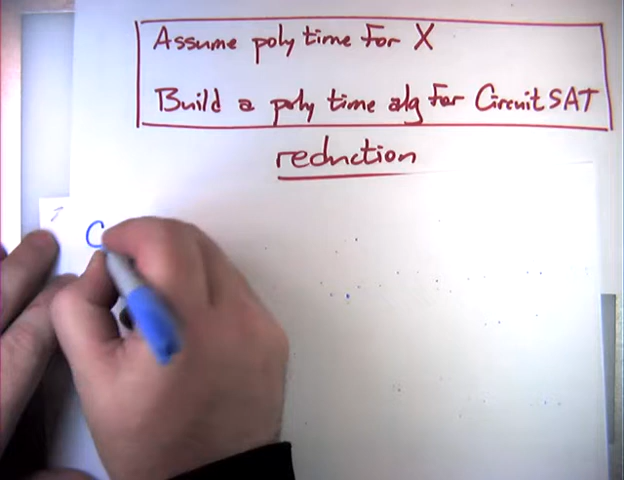 Assume poly time for X
Build a poly time alg for Circuit SAT
reduction
C